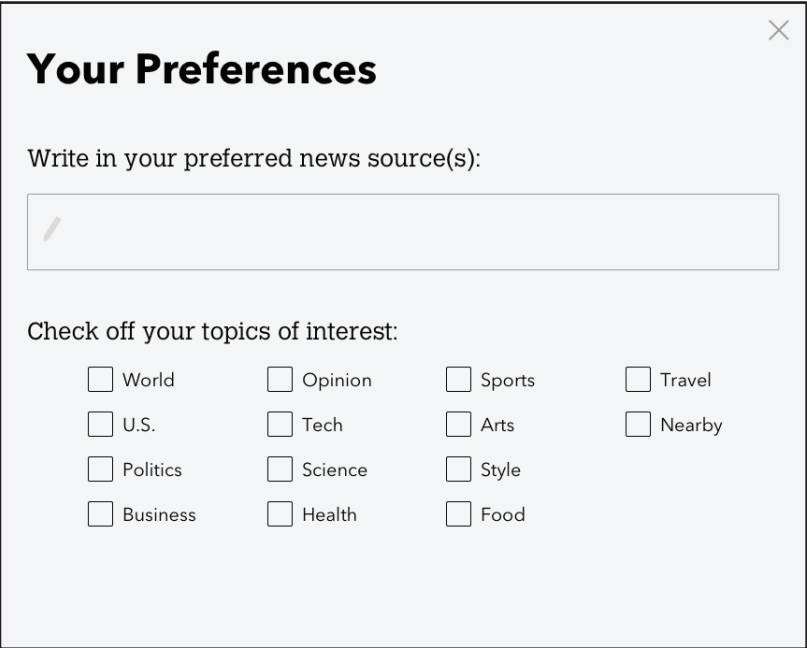 Your Preferences
Write in your preferred news source(s):
Check off your topics of interest:
World Opinion Sports Travel
U.S. Tech Arts Nearby
Politics Science Style
Business Health Food